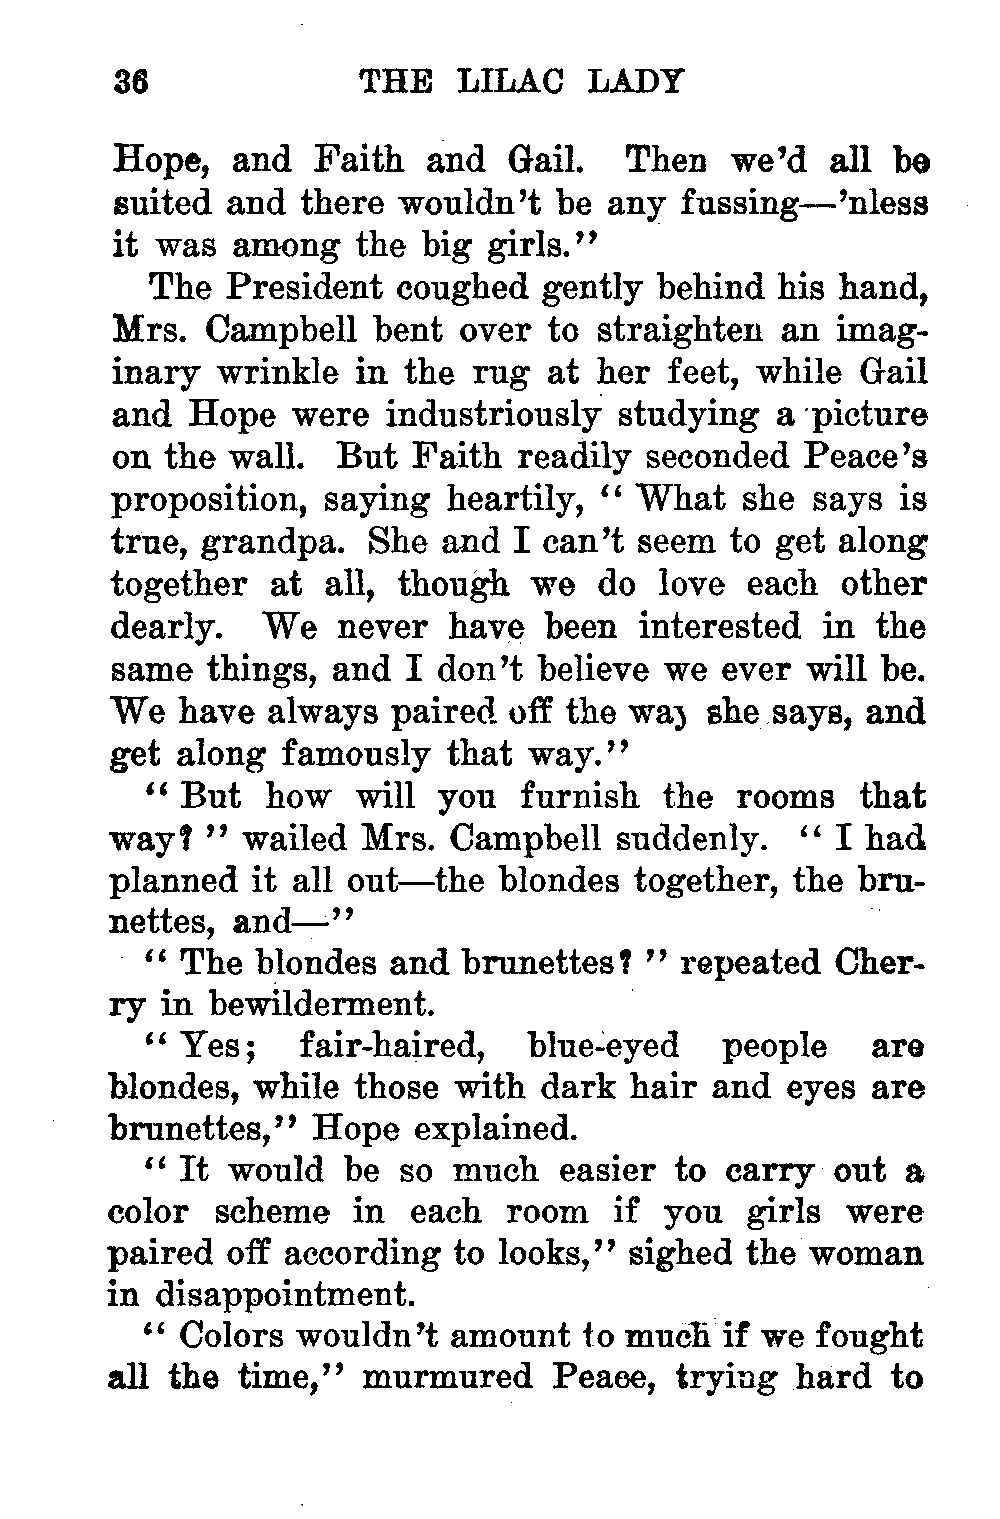 36 THE LILAC LADY
Hope, and Faith and Gail. Then we'd all be
suited and there wouldn't be any fussing—'nless
it was among the big girls."
The President coughed gently behind his hand,
Mrs. Campbell bent over to straighten an imag-
inary wrinkle in the rug at her feet, while Gail
and Hope were industriously studying a picture
on the wall. But Faith readily seconded Peace's
proposition, saying heartily, "What she says is
true, grandpa. She and I can't seem to get along
together at all, though we do love each other
dearly. We never have been interested in the
same things, and I don't believe we ever will be.
We have always paired off the way she says, and
get along famously that way."
"But how will you furnish the rooms that
way?" wailed Mrs. Campbell suddenly. "I had
planned it all out—the blondes together, the bru-
nettes, and—"
"The blondes and brunettes?" repeated Cher-
ry in bewilderment.
"Yes; fair-haired, blue-eyed people are
blondes, while those with dark hair and eyes are
brunettes," Hope explained.
"It would be so much easier to carry out a
color scheme in each room if you girls were
paired off according to looks," sighed the woman
in disappointment.
"Colors wouldn't amount to much if we fought
all the time," murmured Peace, trying hard to